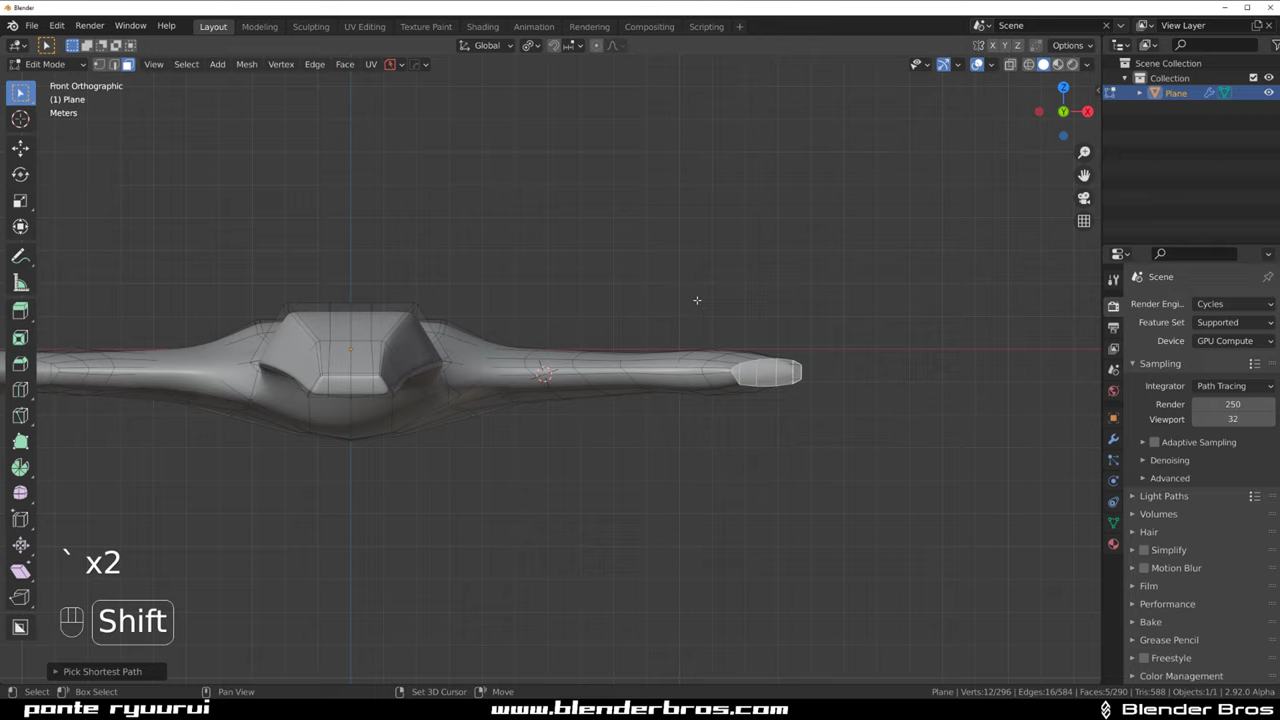 Blender
File Edit Render Window Help Layout Modeling Sculpting UV Editing Texture Paint Shading Animation Rendering Compositing Scripting + Scene View Layer
Global X Y Z Options
Edit Mode View Select Add Mesh Vertex Edge Face UV
Scene Collection
Collection
Plane
Front Orthographic
(1) Plane
Meters
Z
Y
X
Scene
Render Engi.. Cycles
Feature Set Supported
Device GPU Compute
Sampling
Integrator Path Tracing
Render 250
Viewport 32
Adaptive Sampling
Denoising
Advanced
Light Paths
Volumes
Hair
Simplify
Motion Blur
Film
Performance
Bake
Grease Pencil
Freestyle
Color Management
` x2
Shift
Pick Shortest Path
Select Box Select Pan View Set 3D Cursor Move Plane | Verts:12/296 | Edges:16/584 | Faces:5/290 | Tris:588 | Objects:1/1 | 2.92.0 Alpha
ponte ryuurui www.blenderbros.com Blender Bros